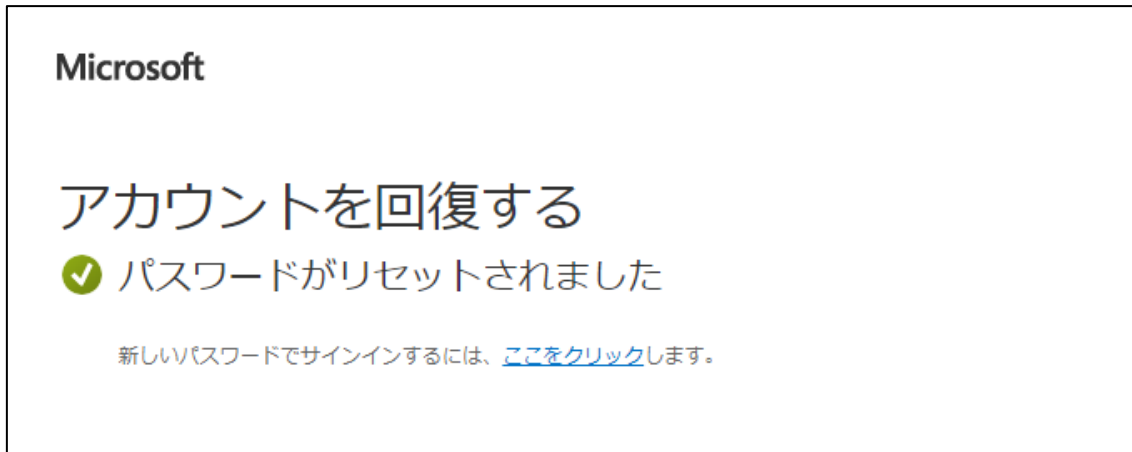 Microsoft
アカウントを回復する
パスワードがリセットされました
新しいパスワードでサインインするには、ここをクリックします。